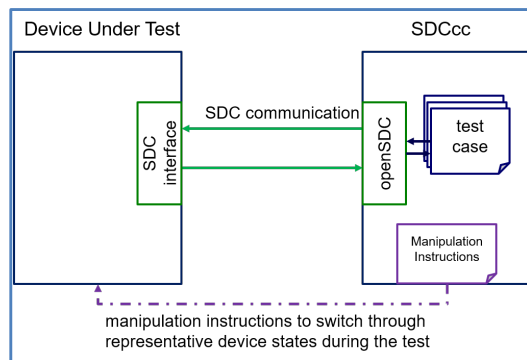 Device Under Test
SDCcc
SDC communication
SDC
interface
openSDC
test
case
Manipulation
Instructions
manipulation instructions to switch through
representative device states during the test